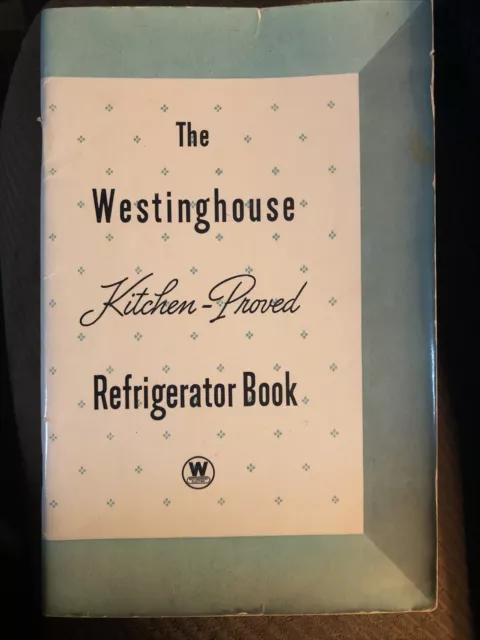 The
Westinghouse
Kitchen-Proved
Refrigerator Book
W